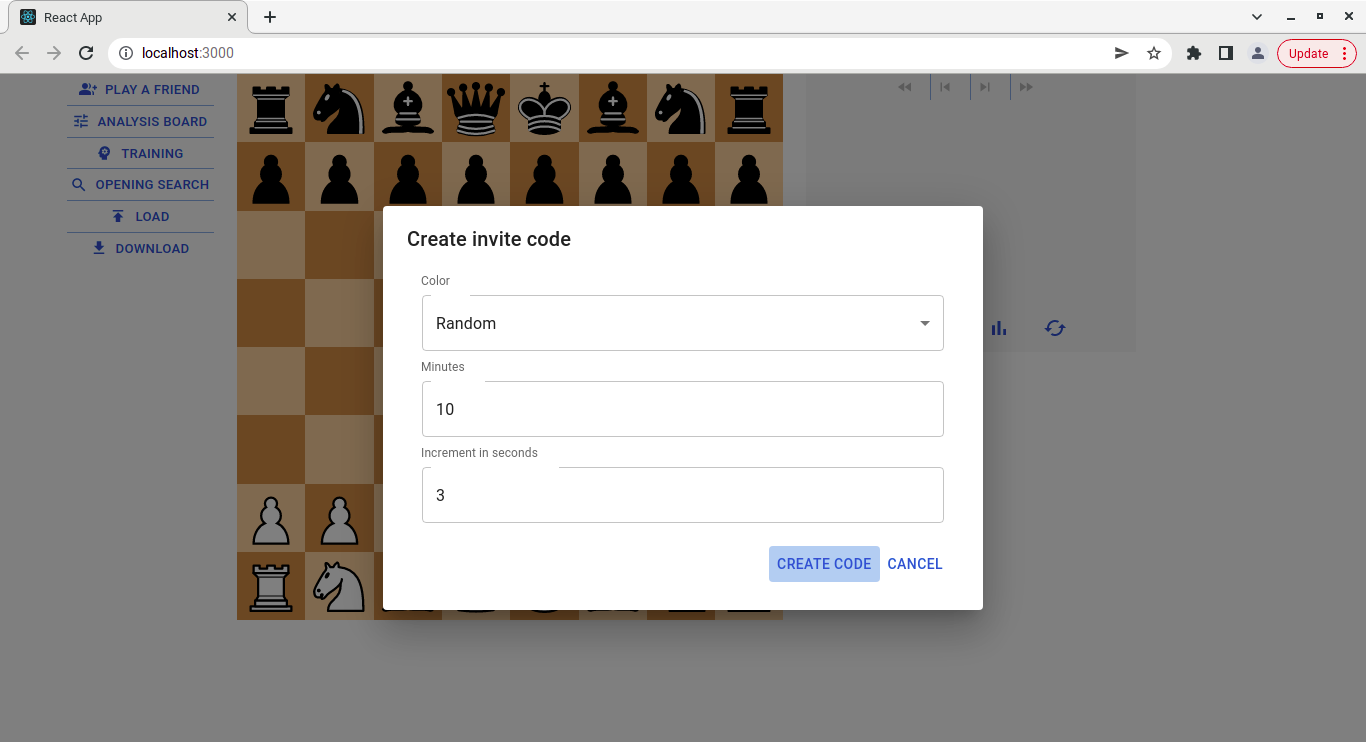 React App
localhost:3000
Update
PLAY A FRIEND
ANALYSIS BOARD
TRAINING
OPENING SEARCH
LOAD
DOWNLOAD
Create invite code
Color
Random
Minutes
10
Increment in seconds
3
CREATE CODE CANCEL